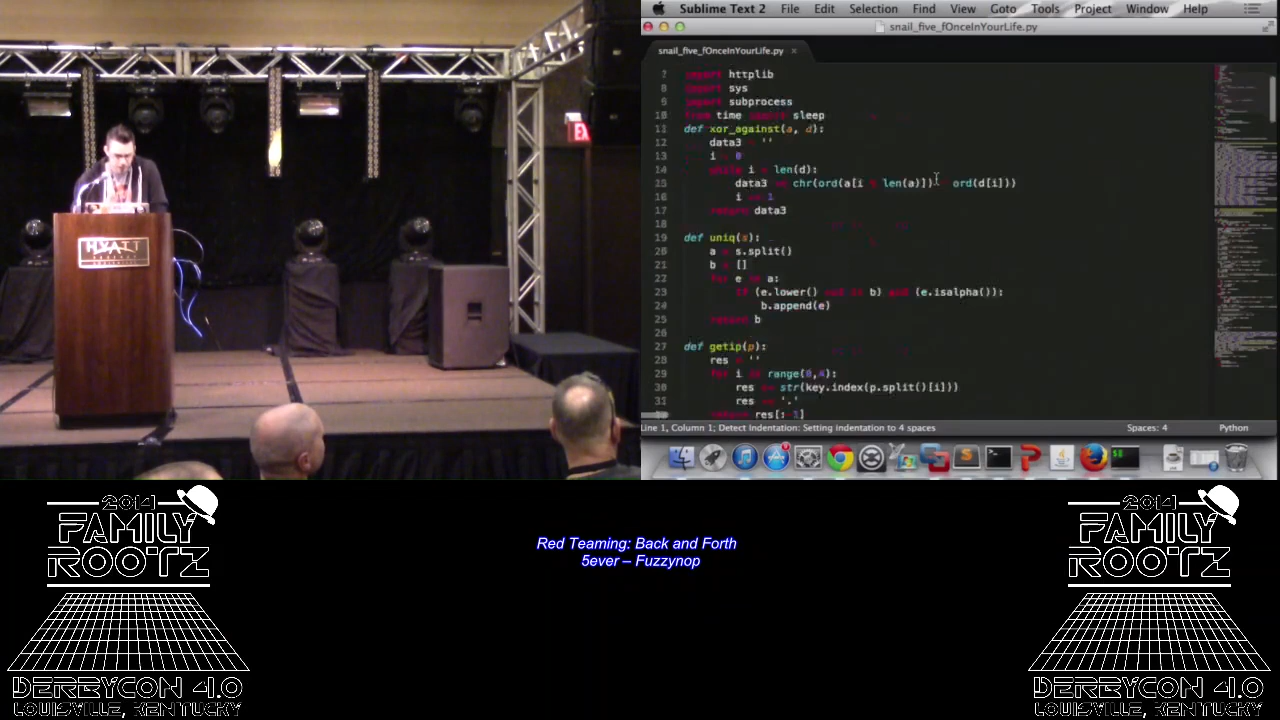 Sublime Text 2 File Edit Selection Find View Goto Tools Project Window Help
snail_five_fOnceInYourLife.py
snail_five_fOnceInYourLife.py ×
7 import httplib
8 import sys
9 import subprocess
10 from time import sleep
11 def xor_against(a, d):
12 data3 = ''
13 i = 0
14 while i < len(d):
15 data3 += chr(ord(a[i % len(a)]) ^ ord(d[i]))
16 i += 1
17 return data3
18
19 def uniq(s):
20 a = s.split()
21 b = []
22 for e in a:
23 if (e.lower() not in b) and (e.isalpha()):
24 b.append(e)
25 return b
26
27 def getip(p):
28 res = ''
29 for i in range(0,4):
30 res += str(key.index(p.split()[i]))
31 res += '.'
return res[:-1]
Line 1, Column 1; Detect Indentation: Setting indentation to 4 spaces Spaces: 4 Python
HYATT
2014
FAMILY
ROOTZ
DERBYCON 4.0
LOUISVILLE, KENTUCKY
Red Teaming: Back and Forth
5ever – Fuzzynop
2014
FAMILY
ROOTZ
DERBYCON 4.0
LOUISVILLE, KENTUCKY